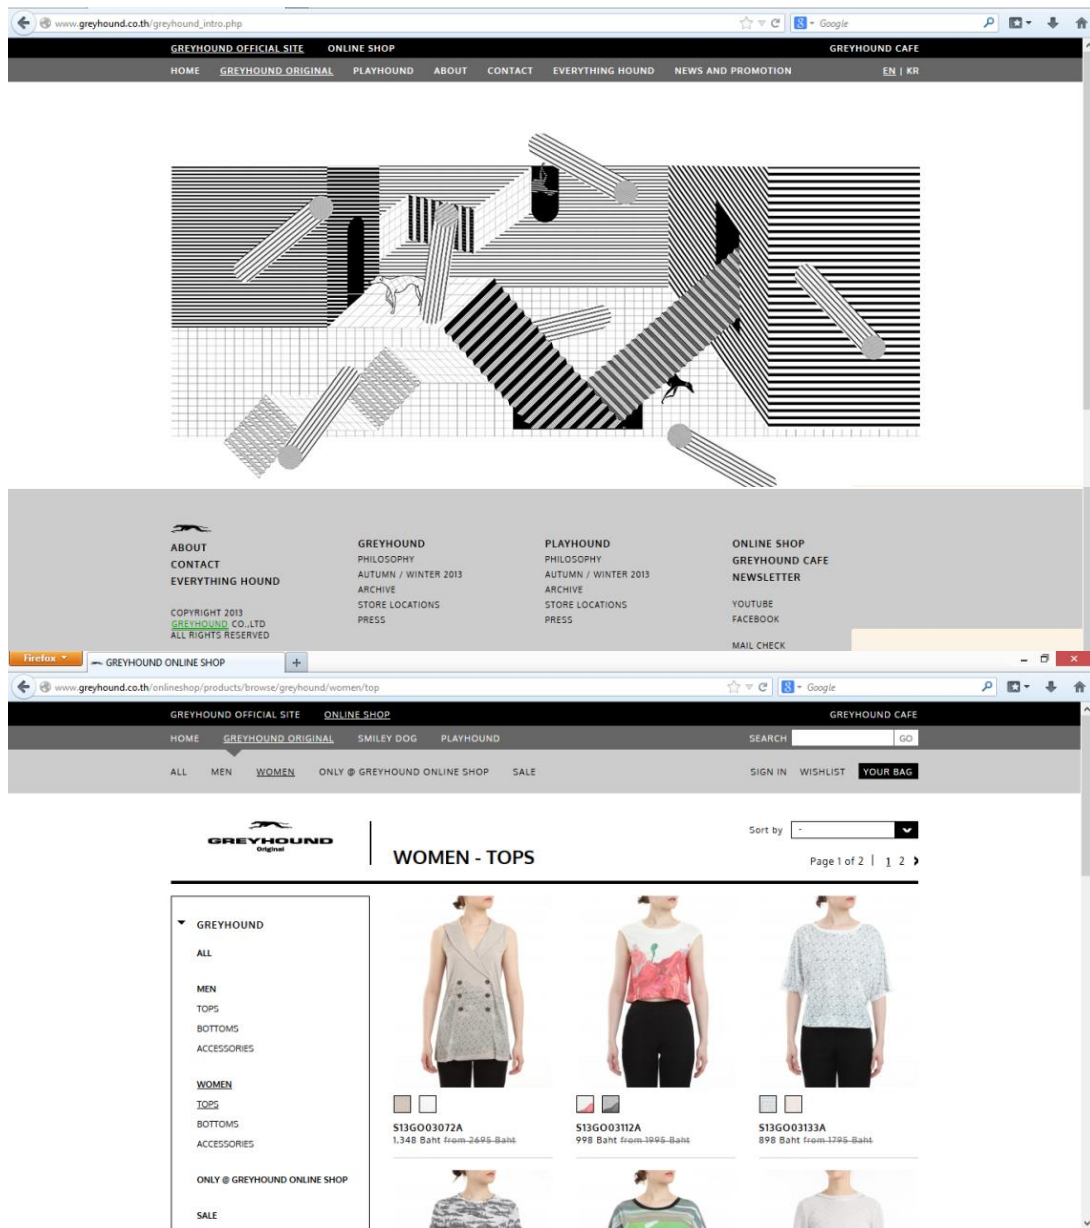 www.greyhound.co.th/greyhound_intro.php
Google
GREYHOUND OFFICIAL SITE ONLINE SHOP GREYHOUND CAFE
HOME GREYHOUND ORIGINAL PLAYHOUND ABOUT CONTACT EVERYTHING HOUND NEWS AND PROMOTION EN | KR
ABOUT
CONTACT
EVERYTHING HOUND
COPYRIGHT 2013
GREYHOUND CO.,LTD
ALL RIGHTS RESERVED
GREYHOUND
PHILOSOPHY
AUTUMN / WINTER 2013
ARCHIVE
STORE LOCATIONS
PRESS
PLAYHOUND
PHILOSOPHY
AUTUMN / WINTER 2013
ARCHIVE
STORE LOCATIONS
PRESS
ONLINE SHOP
GREYHOUND CAFE
NEWSLETTER
YOUTUBE
FACEBOOK
MAIL CHECK
Firefox GREYHOUND ONLINE SHOP
www.greyhound.co.th/onlineshop/products/browse/greyhound/women/top
Google
GREYHOUND OFFICIAL SITE ONLINE SHOP GREYHOUND CAFE
HOME GREYHOUND ORIGINAL SMILEY DOG PLAYHOUND SEARCH GO
ALL MEN WOMEN ONLY @ GREYHOUND ONLINE SHOP SALE SIGN IN WISHLIST YOUR BAG
GREYHOUND
Original
WOMEN - TOPS
Sort by -
Page 1 of 2 | 1 2
GREYHOUND
ALL
MEN
TOPS
BOTTOMS
ACCESSORIES
WOMEN
TOPS
BOTTOMS
ACCESSORIES
ONLY @ GREYHOUND ONLINE SHOP
SALE
S13GO03072A
1,348 Baht from 2695 Baht
S13GO03112A
998 Baht from 1995 Baht
S13GO03133A
898 Baht from 1795 Baht